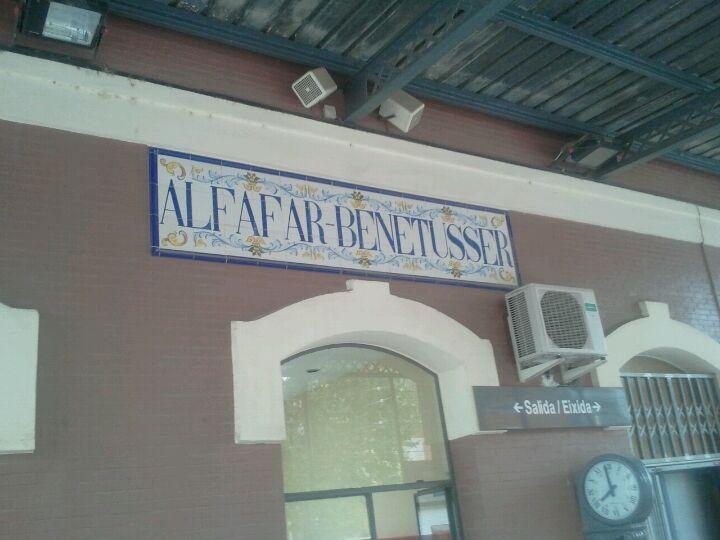 ALFAFAR-BENETUSSER
←Salida / Eixida→